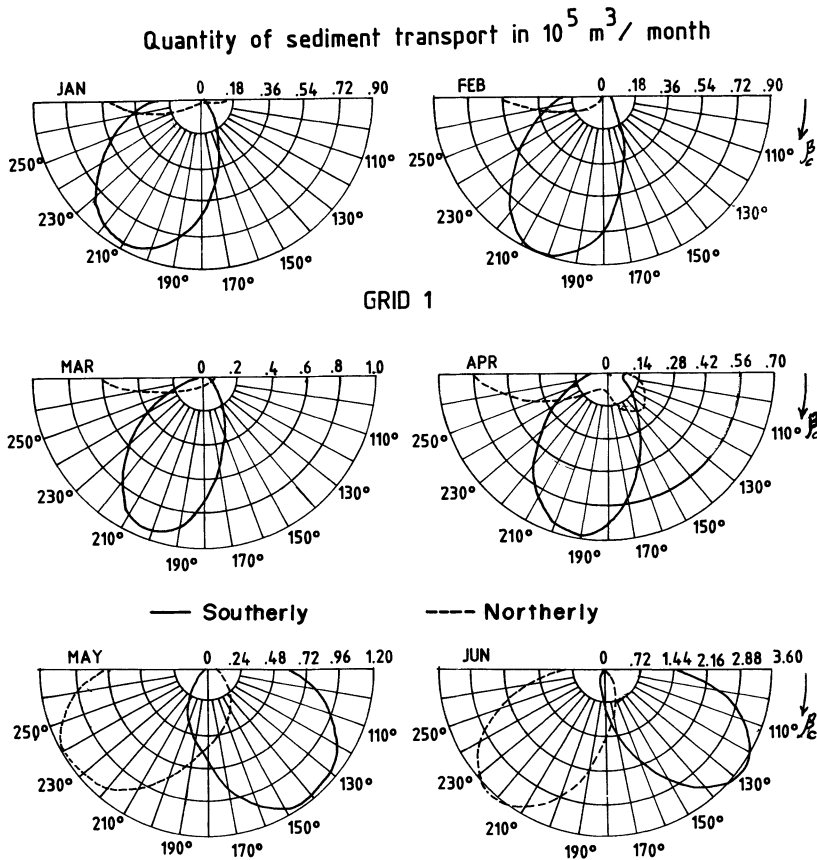 Quantity of sediment transport in 10⁵ m³/ month
JAN 0 .18 .36 .54 .72 .90
250° 230° 210° 190° 170° 150° 130° 110°
FEB 0 .18 .36 .54 .72 .90
250° 230° 210° 190° 170° 150° 130° 110°
GRID 1
MAR 0 .2 .4 .6 .8 1.0
250° 230° 210° 190° 170° 150° 130° 110°
APR 0 .14 .28 .42 .56 .70
250° 230° 210° 190° 170° 150° 130° 110°
Southerly Northerly
MAY 0 .24 .48 .72 .96 1.20
250° 230° 210° 190° 170° 150° 130° 110°
JUN 0 .72 1.44 2.16 2.88 3.60
250° 230° 210° 190° 170° 150° 130° 110°